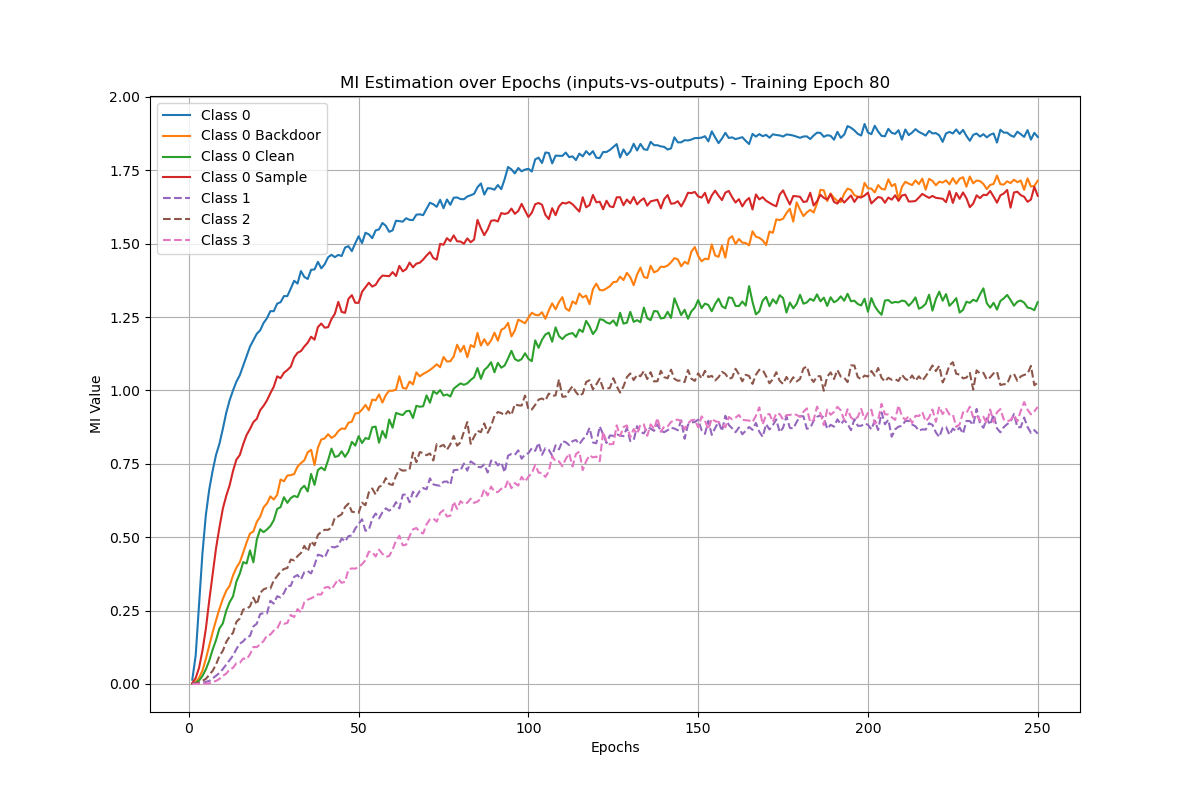 MI Estimation over Epochs (inputs-vs-outputs) - Training Epoch 80
2.00
1.75
1.50
1.25
1.00
0.75
0.50
0.25
0.00
MI Value
Class 0
Class 0 Backdoor
Class 0 Clean
Class 0 Sample
Class 1
Class 2
Class 3
0 50 100 150 200 250
Epochs